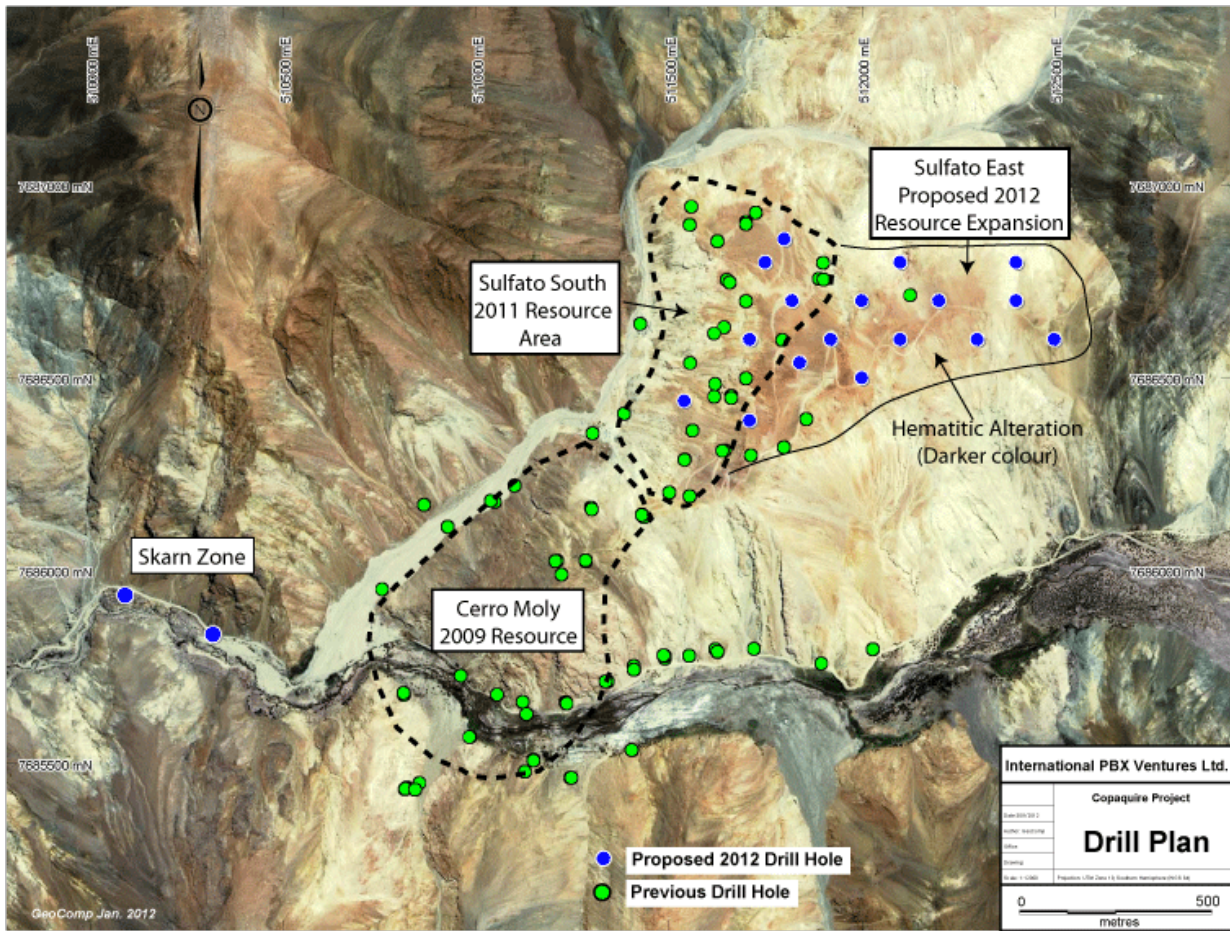 510000 mE
510500 mE
511000 mE
511500 mE
512000 mE
512500 mE
N
7687000 mN
7687000 mN
Sulfato East
Proposed 2012
Resource Expansion
Sulfato South
2011 Resource
Area
7686500 mN
7686500 mN
Hematitic Alteration
(Darker colour)
Skarn Zone
7686000 mN
7686000 mN
Cerro Moly
2009 Resource
7685500 mN
International PBX Ventures Ltd.
Copaquire Project
Drill Plan
Office
Drawing
0 500
metres
Proposed 2012 Drill Hole
Previous Drill Hole
GeoComp Jan. 2012